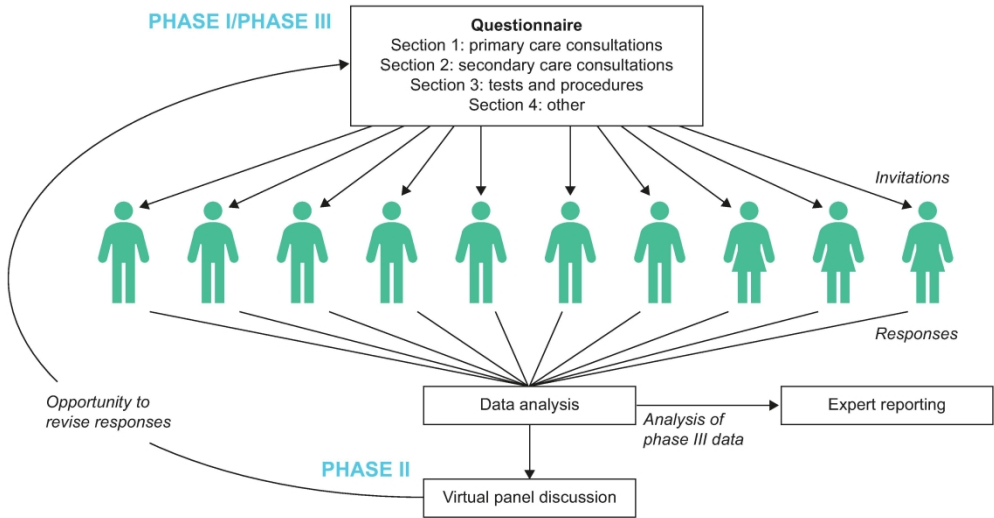 PHASE I/PHASE III
Questionnaire
Section 1: primary care consultations
Section 2: secondary care consultations
Section 3: tests and procedures
Section 4: other
Invitations
Responses
Data analysis
Expert reporting
Analysis of
phase III data
Opportunity to
revise responses
PHASE II
Virtual panel discussion